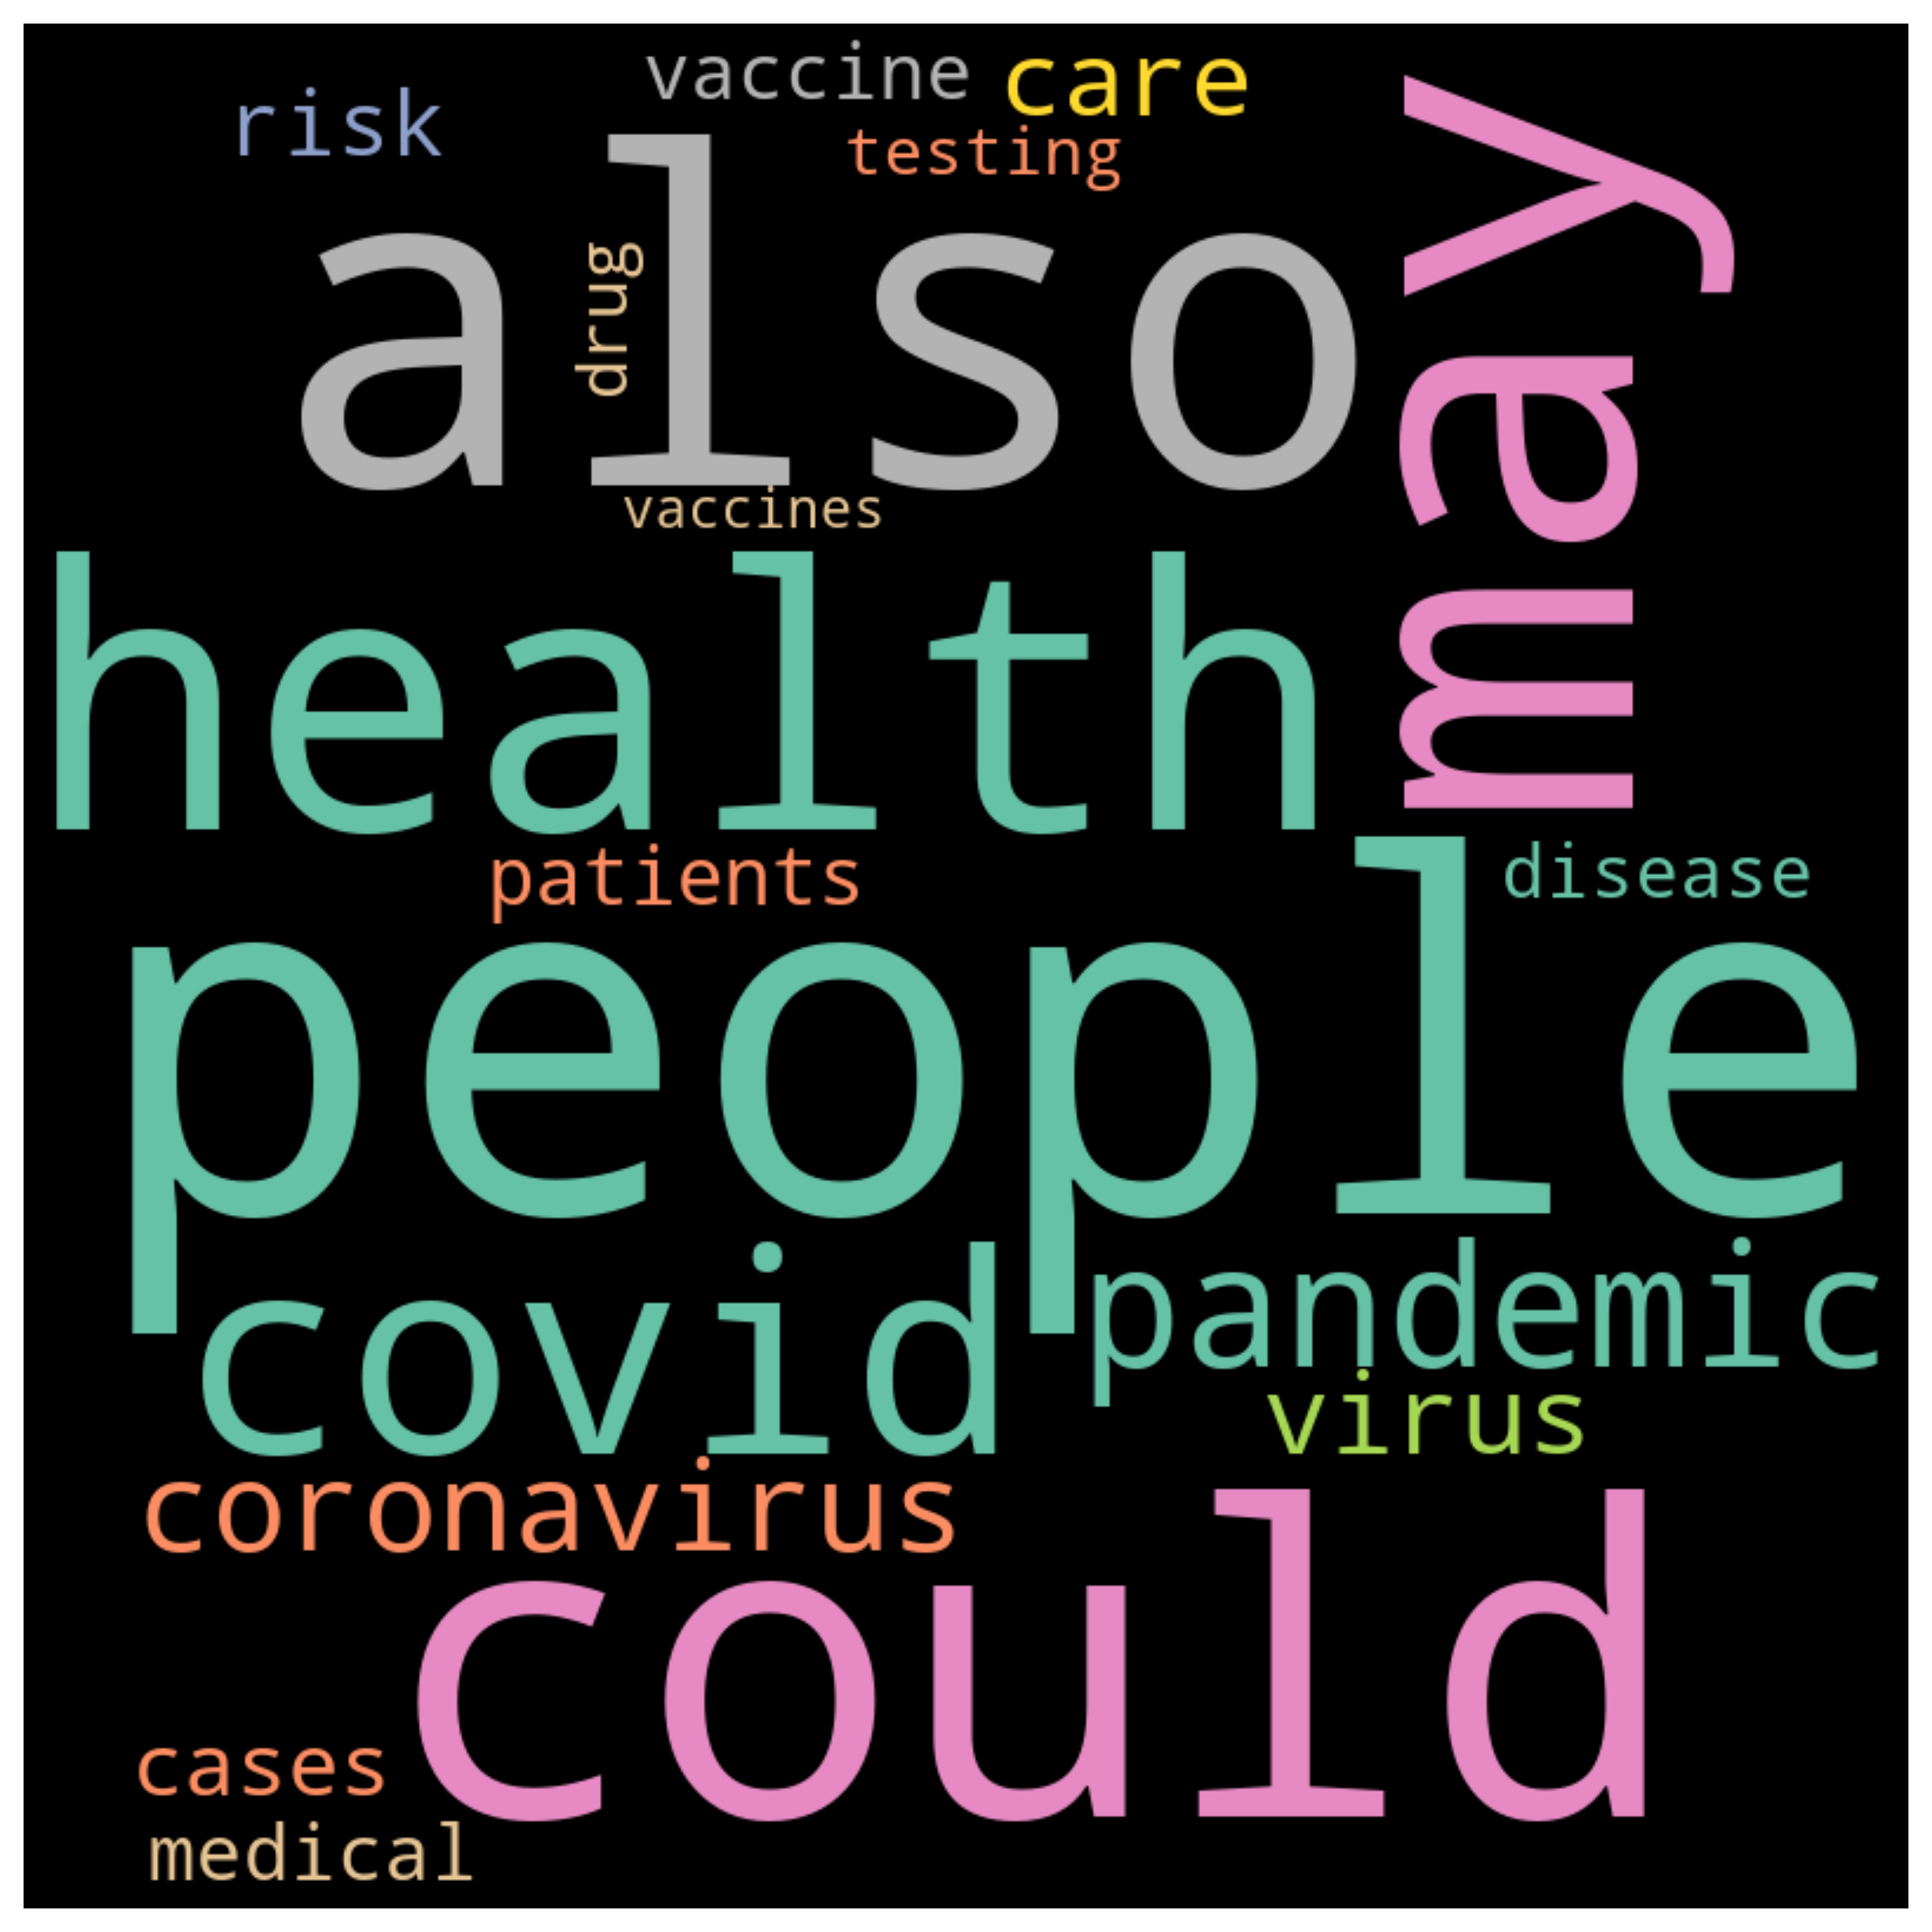 vaccine care
risk
testing
also
may
drug
vaccines
health
patients
disease
people
covid
pandemic
virus
coronavirus
could
cases
medical